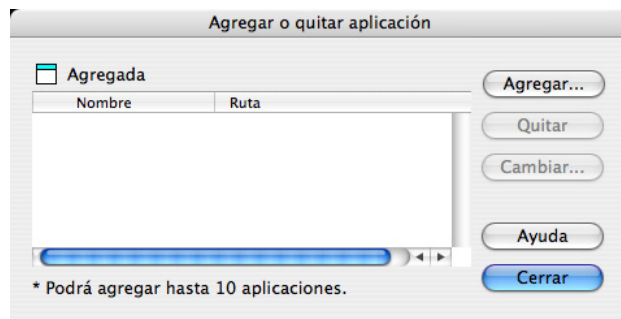 Agregar o quitar aplicación
Agregada
Nombre Ruta
Agregar...
Quitar
Cambiar...
Ayuda
Cerrar
* Podrá agregar hasta 10 aplicaciones.